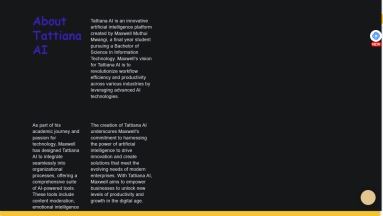 About
Tattiana
AI
Tattiana AI is an innovative
artificial intelligence platform
created by Maxwell Muthui
Mwangi, a final year student
pursuing a Bachelor of
Science in Information
Technology. Maxwell's vision
for Tattiana AI is to
revolutionize workflow
efficiency and productivity
across various industries by
leveraging advanced AI
technologies.
As part of his
academic journey and
passion for
technology, Maxwell
has designed Tattiana
AI to integrate
seamlessly into
organizational
processes, offering a
comprehensive suite
of AI-powered tools.
These tools include
content moderation,
emotional intelligence
The creation of Tattiana AI
underscores Maxwell's
commitment to harnessing
the power of artificial
intelligence to drive
innovation and create
solutions that meet the
evolving needs of modern
enterprises. With Tattiana AI,
Maxwell aims to empower
businesses to unlock new
levels of productivity and
growth in the digital age.
NEW